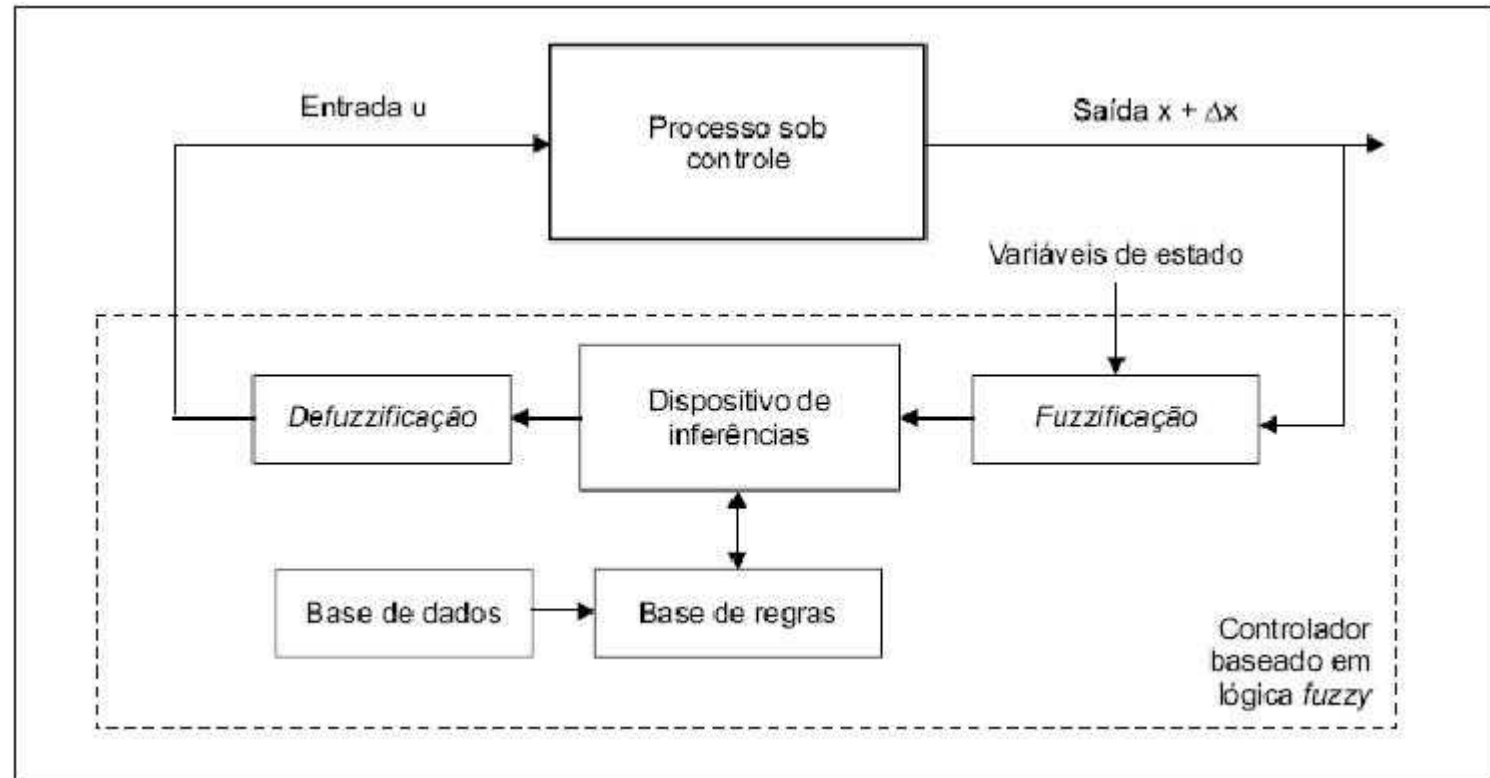 Entrada u
Processo sob
controle
Saída x + Δx
Variáveis de estado
Defuzzificação
Dispositivo de
inferências
Fuzzificação
Base de dados
Base de regras
Controlador
baseado em
lógica fuzzy